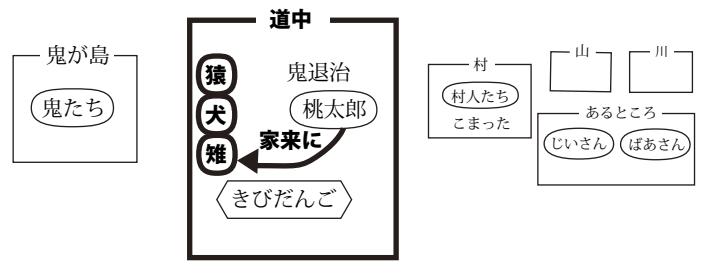 鬼が島
鬼たち
道中
猿
犬
雉
鬼退治
桃太郎
家来に
きびだんご
村
村人たち
こまった
山
川
あるところ
じいさん
ばあさん